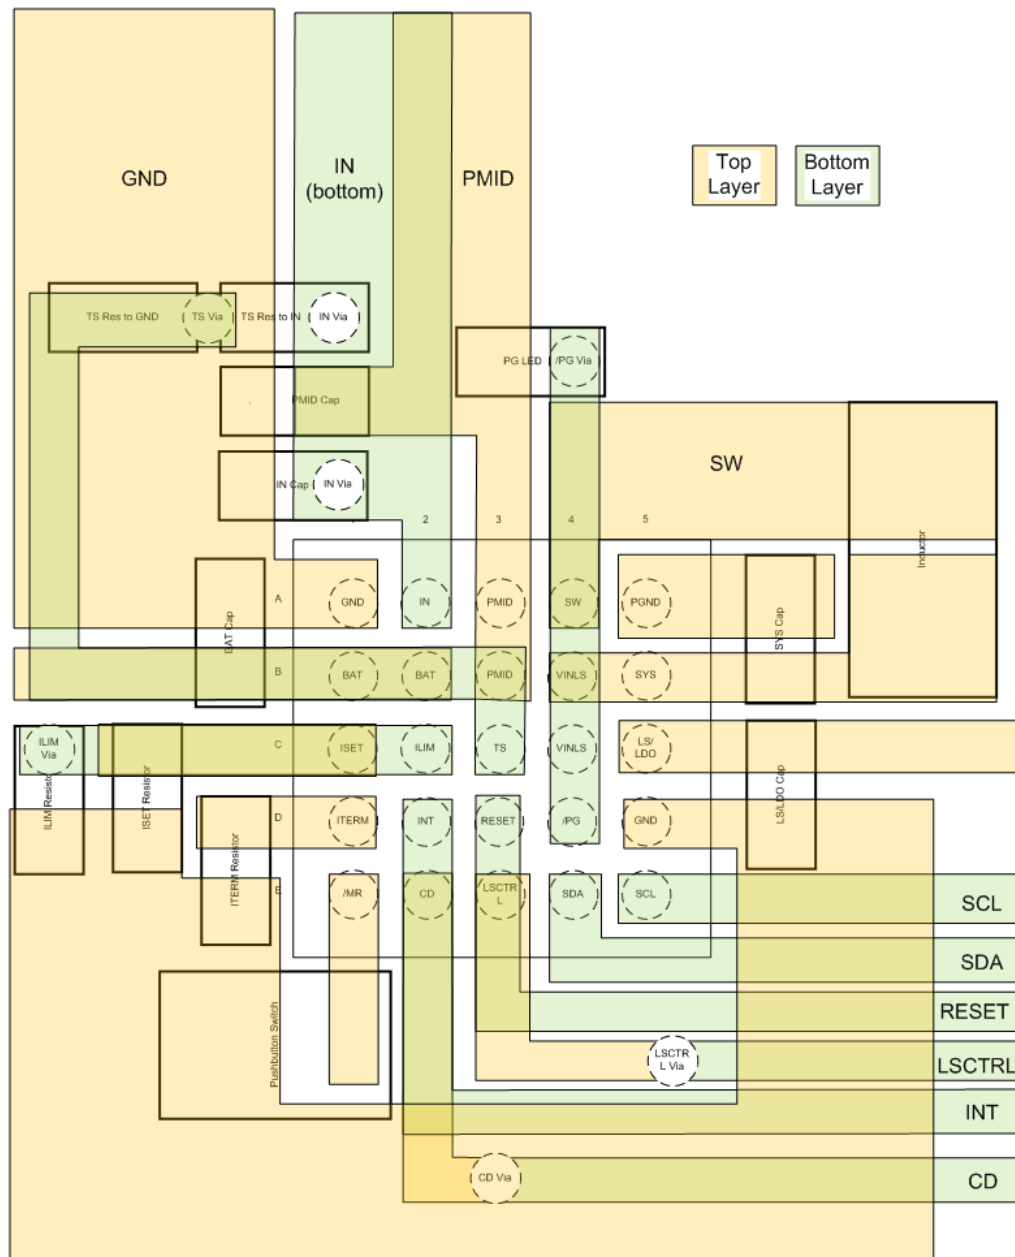 GND
IN
(bottom)
PMID
Top
Layer
Bottom
Layer
TS Res to GND
TS Via
TS Res to IN
IN Via
PG LED
/PG Via
PMID Cap
SW
IN Cap
IN Via
2
3
4
5
Inductor
A
GND
IN
PMID
SW
PGND
BAT Cap
SYS Cap
B
BAT
BAT
PMID
VINLS
SYS
ILIM
Via
C
ISET
ILIM
TS
VINLS
LS/
LDO
ILIM Resistor
ISET Resistor
LS/LDO Cap
D
ITERM
INT
RESET
/PG
GND
ITERM Resistor
E
/MR
CD
LSCTR
L
SDA
SCL
SCL
SDA
RESET
Pushbutton Switch
LSCTR
L Via
LSCTRL
INT
CD Via
CD